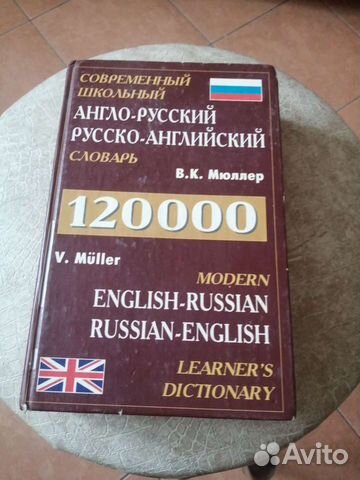 СОВРЕМЕННЫЙ
ШКОЛЬНЫЙ
АНГЛО-РУССКИЙ
РУССКО-АНГЛИЙСКИЙ
СЛОВАРЬ
В.К. Мюллер
120000
V. Müller
MODERN
ENGLISH-RUSSIAN
RUSSIAN-ENGLISH
LEARNER'S
DICTIONARY
Avito